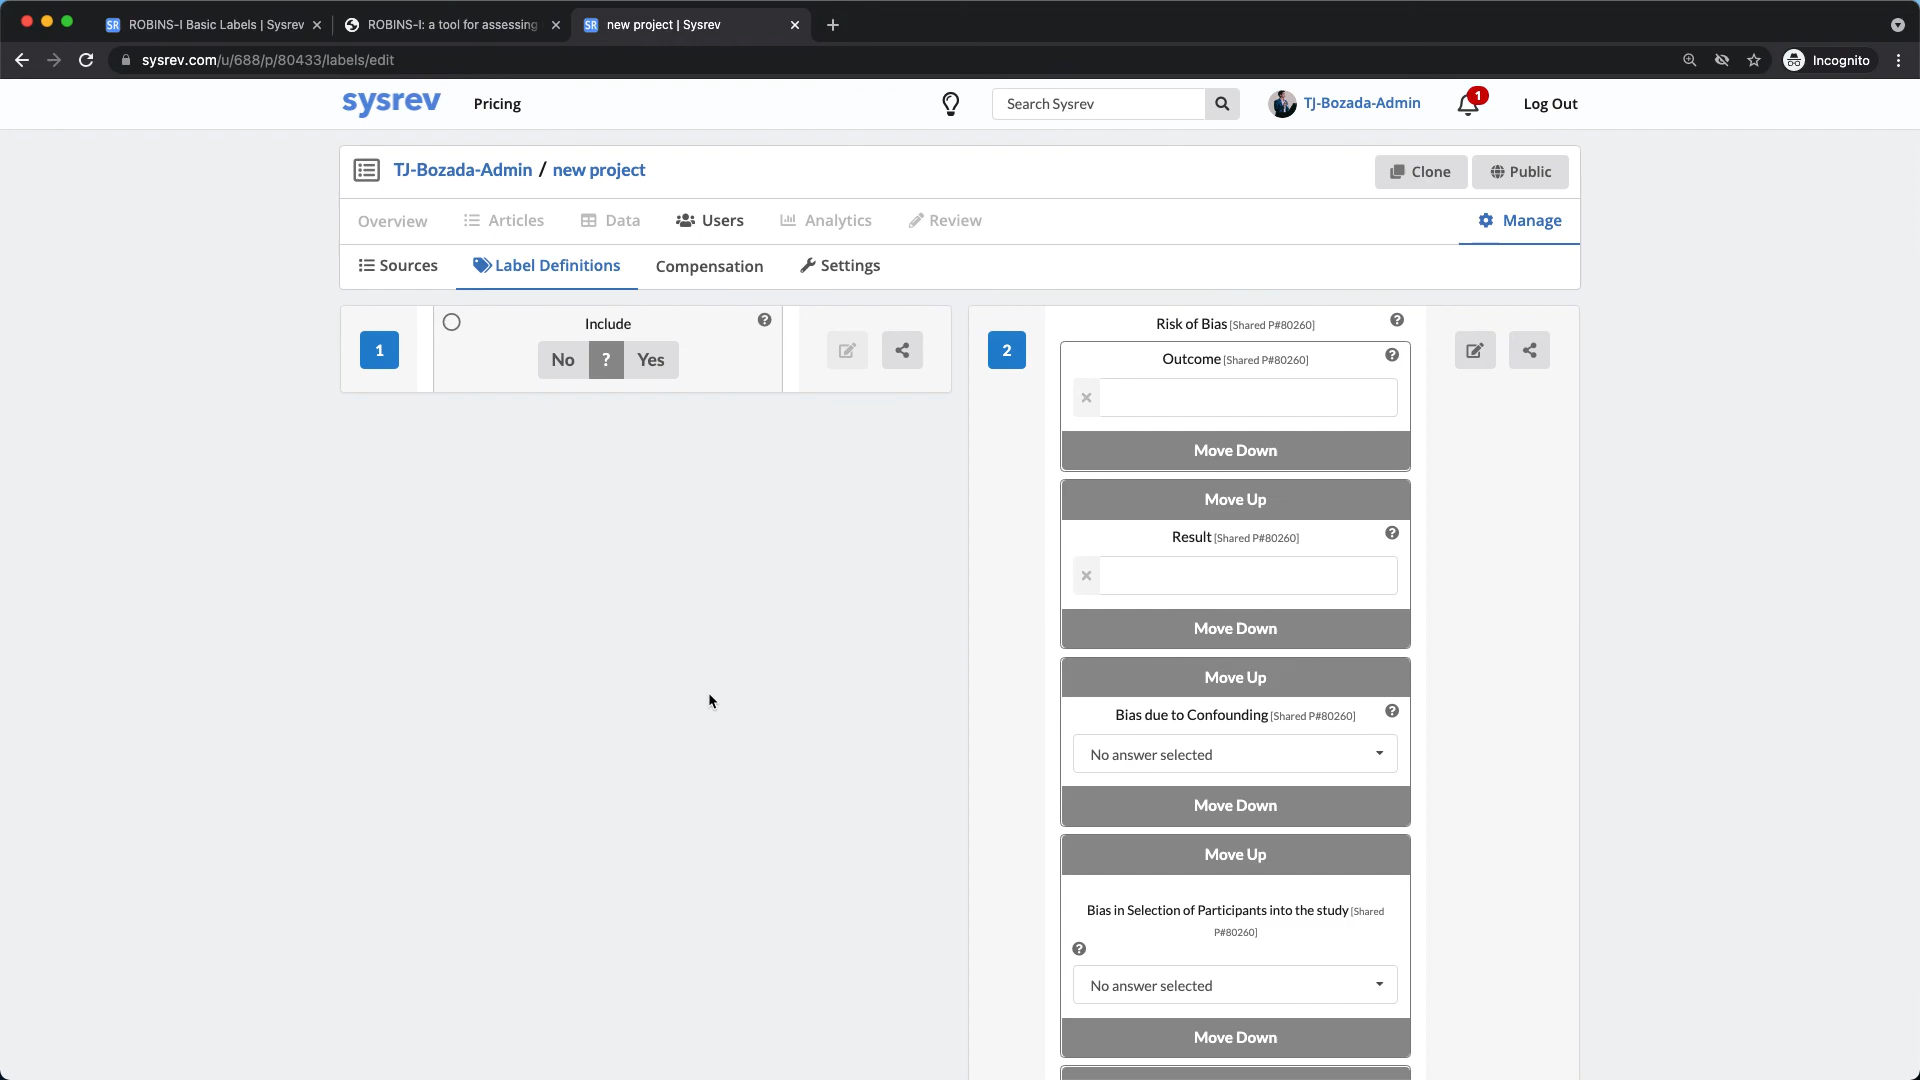 SR ROBINS-I Basic Labels | Sysrev
ROBINS-I: a tool for assessing
SR new project | Sysrev
sysrev.com/u/688/p/80433/labels/edit
Incognito
sysrev
Pricing
Search Sysrev
TJ-Bozada-Admin
1
Log Out
TJ-Bozada-Admin / new project
Clone
Public
Overview
Articles
Data
Users
Analytics
Review
Manage
Sources
Label Definitions
Compensation
Settings
1
Include
?
No ? Yes
2
Risk of Bias [Shared P#80260]
?
Outcome [Shared P#80260]
?
Move Down
Move Up
Result [Shared P#80260]
?
Move Down
Move Up
Bias due to Confounding [Shared P#80260]
?
No answer selected
Move Down
Move Up
Bias in Selection of Participants into the study [Shared
P#80260]
?
No answer selected
Move Down